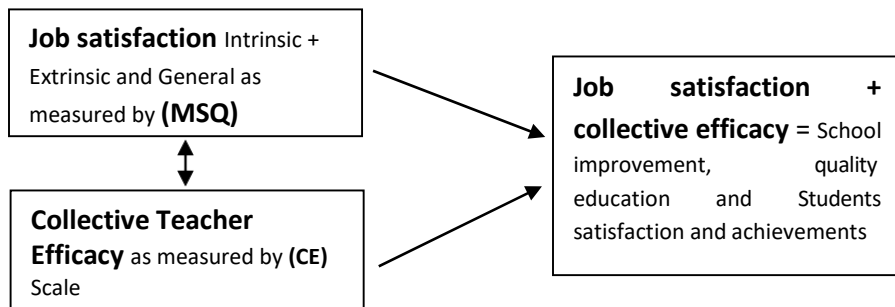 Job satisfaction Intrinsic +
Extrinsic and General as
measured by (MSQ)
Collective Teacher
Efficacy as measured by (CE)
Scale
Job satisfaction +
collective efficacy = School
improvement, quality
education and Students
satisfaction and achievements